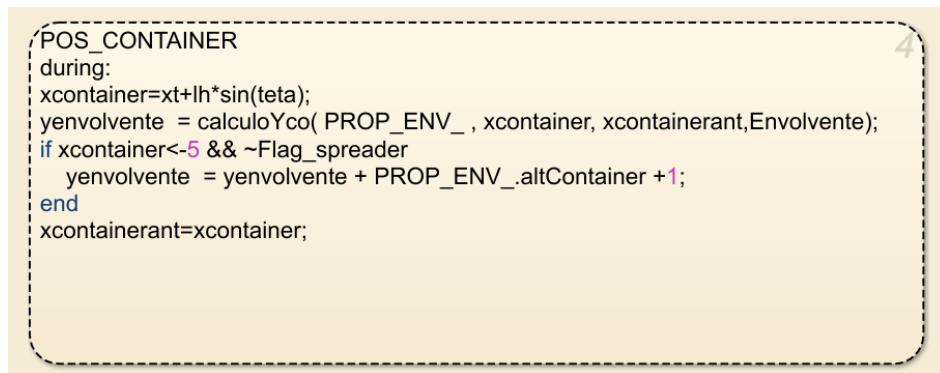 POS_CONTAINER
4
during:
xcontainer=xt+lh*sin(teta);
yenvolvente = calculoYco( PROP_ENV_ , xcontainer, xcontainerant,Envolvente);
if xcontainer<-5 && ~Flag_spreader
yenvolvente = yenvolvente + PROP_ENV_.altContainer +1;
end
xcontainerant=xcontainer;